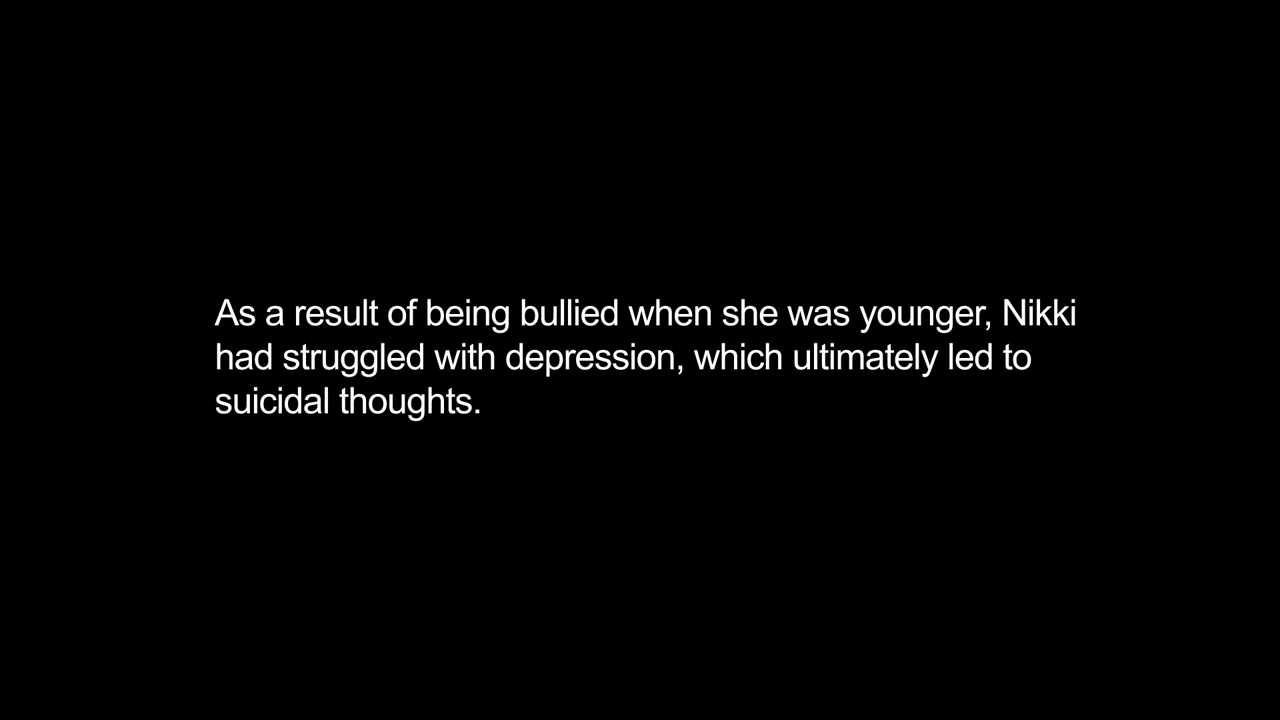 As a result of being bullied when she was younger, Nikki
had struggled with depression, which ultimately led to
suicidal thoughts.